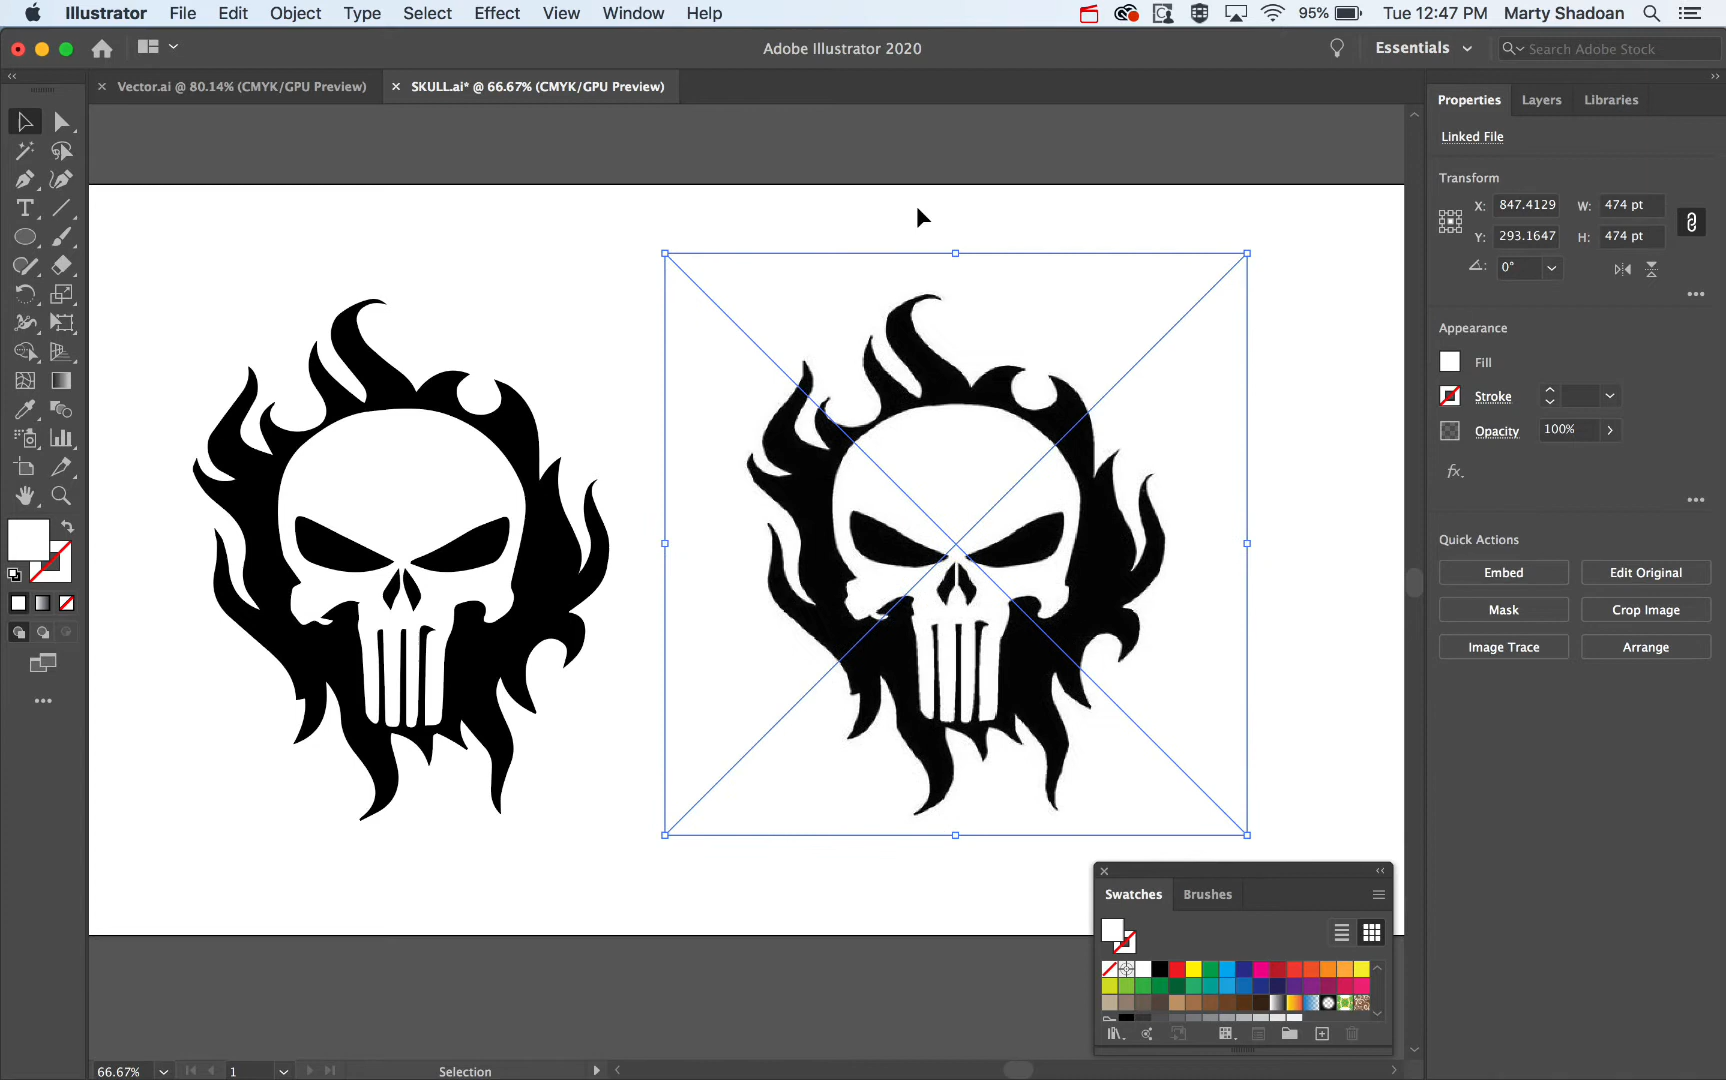 Illustrator File Edit Object Type Select Effect View Window Help 95% Tue 12:47 PM Marty Shadoan
Adobe Illustrator 2020 Essentials Search Adobe Stock
Vector.ai @ 80.14% (CMYK/GPU Preview) SKULL.ai* @ 66.67% (CMYK/GPU Preview)
Properties Layers Libraries
Linked File
Transform
X: 847.4129 W: 474 pt
Y: 293.1647 H: 474 pt
0°
Appearance
Fill
Stroke
Opacity 100%
fx.
Quick Actions
Embed Edit Original
Mask Crop Image
Image Trace Arrange
Swatches Brushes
66.67% 1 Selection